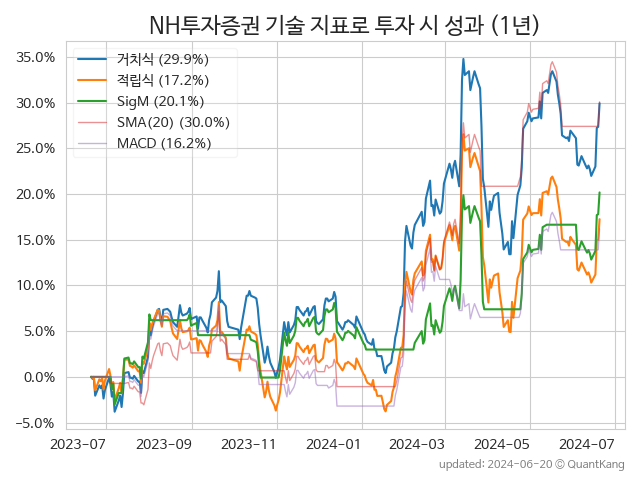 NH투자증권 기술 지표로 투자 시 성과 (1년)
35.0%
30.0%
25.0%
20.0%
15.0%
10.0%
5.0%
0.0%
−5.0%
거치식 (29.9%)
적립식 (17.2%)
SigM (20.1%)
SMA(20) (30.0%)
MACD (16.2%)
2023-07 2023-09 2023-11 2024-01 2024-03 2024-05 2024-07
updated: 2024-06-20 © QuantKang